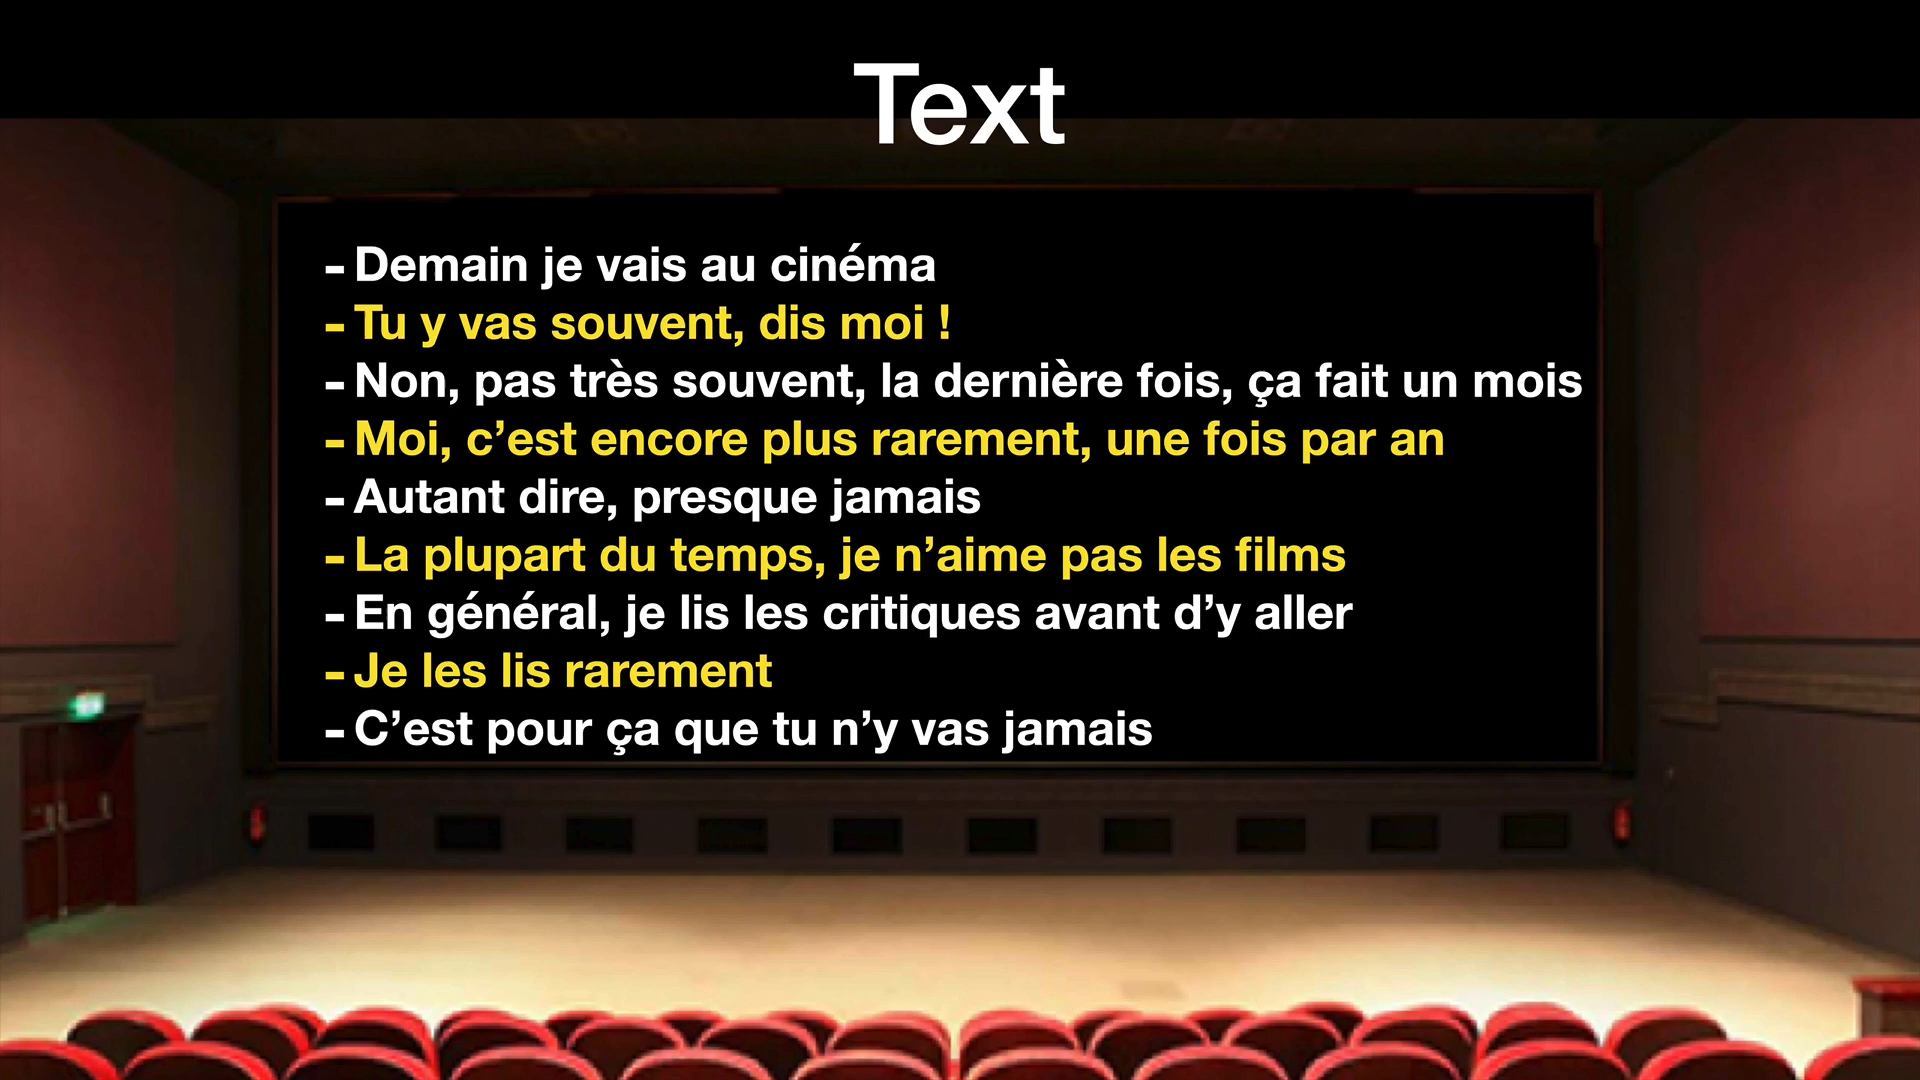 Text
- Demain je vais au cinéma
- Tu y vas souvent, dis moi !
- Non, pas très souvent, la dernière fois, ça fait un mois
- Moi, c’est encore plus rarement, une fois par an
- Autant dire, presque jamais
- La plupart du temps, je n’aime pas les films
- En général, je lis les critiques avant d’y aller
- Je les lis rarement
- C’est pour ça que tu n’y vas jamais